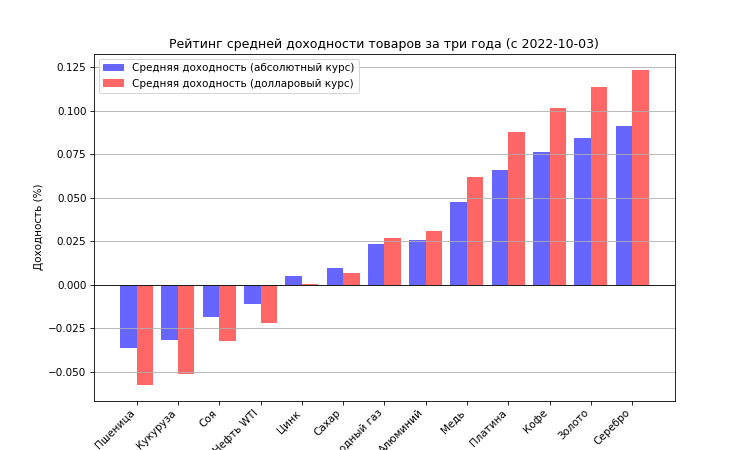 Рейтинг средней доходности товаров за три года (с 2022-10-03)
Средняя доходность (абсолютный курс)
Средняя доходность (долларовый курс)
Доходность (%)
0.125
0.100
0.075
0.050
0.025
0.000
−0.025
−0.050
Пшеница
Кукуруза
Соя
Нефть WTI
Цинк
Сахар
одный газ
Алюминий
Медь
Платина
Кофе
Золото
Серебро